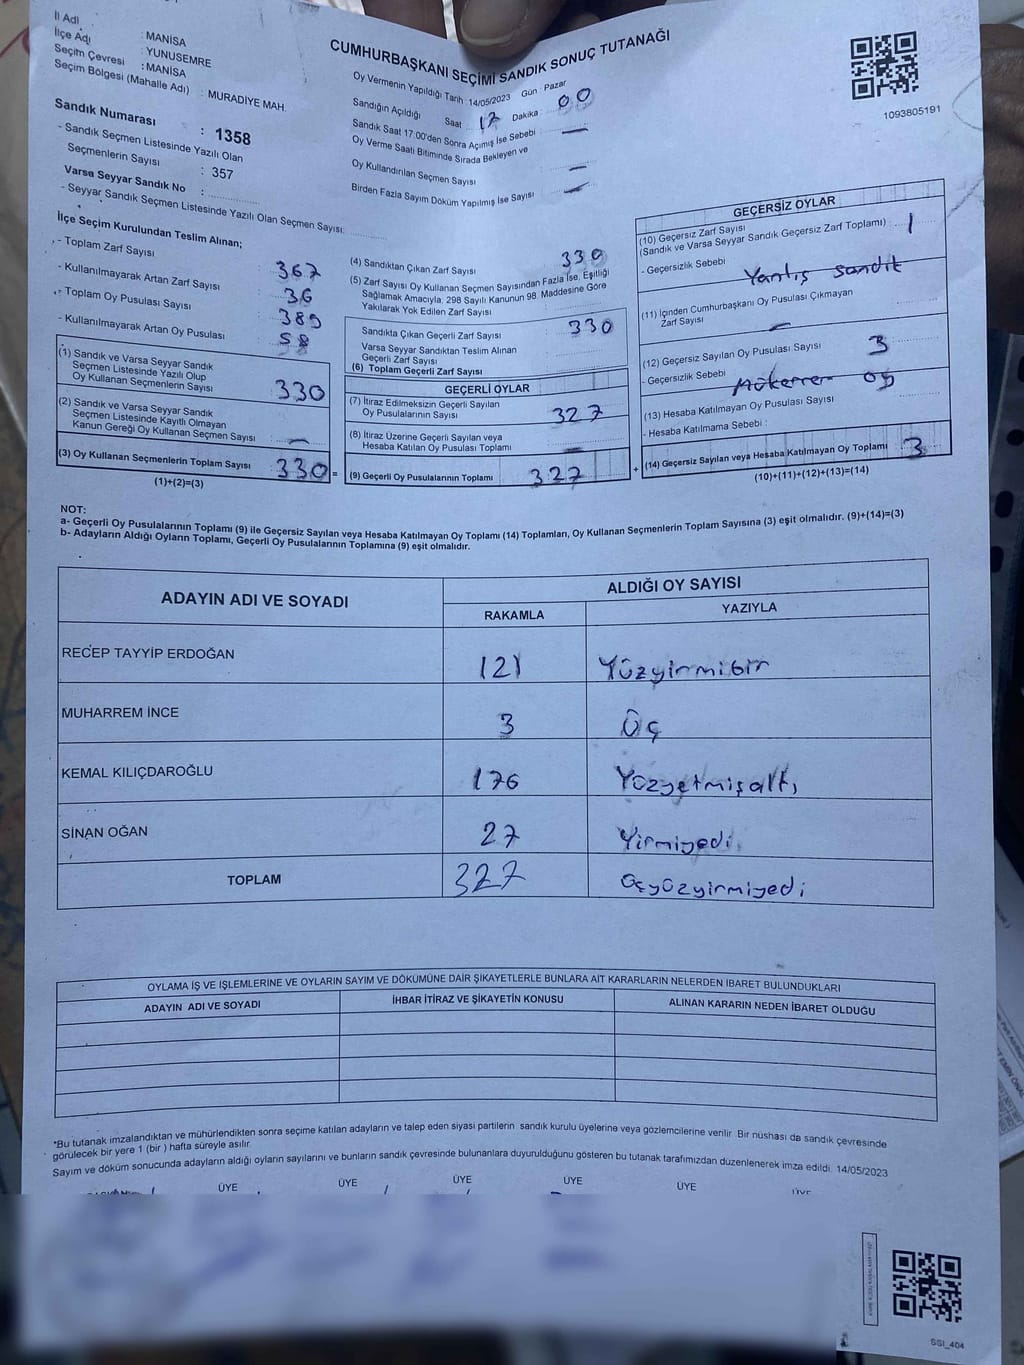 İl Adı : MANİSA
İlçe Adı : YUNUSEMRE
Seçim Çevresi : MANİSA
Seçim Bölgesi (Mahalle Adı) : MURADİYE MAH.
Sandık Numarası : 1358
- Sandık Seçmen Listesinde Yazılı Olan
Seçmenlerin Sayısı : 357
Varsa Seyyar Sandık No :
- Seyyar Sandık Seçmen Listesinde Yazılı Olan Seçmen Sayısı:
CUMHURBAŞKANI SEÇİMİ SANDIK SONUÇ TUTANAĞI
Oy Vermenin Yapıldığı Tarih : 14/05/2023 Gün : Pazar
Sandığın Açıldığı Saat 17 Dakika 00
Sandık Saat 17:00'den Sonra Açımış İse Sebebi —
Oy Verme Saati Bitiminde Sırada Bekleyen ve
Oy Kullandırılan Seçmen Sayısı —
Birden Fazla Sayım Döküm Yapılmış İse Sayısı —
1093805191
İlçe Seçim Kurulundan Teslim Alınan;
- Toplam Zarf Sayısı : 367
- Kullanılmayarak Artan Zarf Sayısı : 36
- Toplam Oy Pusulası Sayısı : 389
- Kullanılmayarak Artan Oy Pusulası : 58
(1) Sandık ve Varsa Seyyar Sandık
Seçmen Listesinde Yazılı Olup
Oy Kullanan Seçmenlerin Sayısı : 330
(2) Sandık ve Varsa Seyyar Sandık
Seçmen Listesinde Kayıtlı Olmayan
Kanun Gereği Oy Kullanan Seçmen Sayısı : —
(3) Oy Kullanan Seçmenlerin Toplam Sayısı : 330 =
(1)+(2)=(3)
(4) Sandıktan Çıkan Zarf Sayısı 330
(5) Zarf Sayısı Oy Kullanan Seçmen Sayısından Fazla İse, Eşitliği
Sağlamak Amacıyla, 298 Sayılı Kanunun 98. Maddesine Göre
Yakılarak Yok Edilen Zarf Sayısı
Sandıkta Çıkan Geçerli Zarf Sayısı 330
Varsa Seyyar Sandıktan Teslim Alınan
Geçerli Zarf Sayısı
(6) Toplam Geçerli Zarf Sayısı
GEÇERLİ OYLAR
(7) İtiraz Edilmeksizin Geçerli Sayılan
Oy Pusulalarının Sayısı 327
(8) İtiraz Üzerine Geçerli Sayılan veya
Hesaba Katılan Oy Pusulası Toplamı —
(9) Geçerli Oy Pusulalarının Toplamı 327 +
GEÇERSİZ OYLAR
(10) Geçersiz Zarf Sayısı
(Sandık ve Varsa Seyyar Sandık Geçersiz Zarf Toplamı) 1
- Geçersizlik Sebebi Yanlış sandık
(11) İçinden Cumhurbaşkanı Oy Pusulası Çıkmayan
Zarf Sayısı —
(12) Geçersiz Sayılan Oy Pusulası Sayısı 3
- Geçersizlik Sebebi Mükerrer oy
(13) Hesaba Katılmayan Oy Pusulası Sayısı
- Hesaba Katılmama Sebebi :
(14) Geçersiz Sayılan veya Hesaba Katılmayan Oy Toplamı 3
(10)+(11)+(12)+(13)=(14)
NOT:
a- Geçerli Oy Pusulalarının Toplamı (9) ile Geçersiz Sayılan veya Hesaba Katılmayan Oy Toplamı (14) Toplamları, Oy Kullanan Seçmenlerin Toplam Sayısına (3) eşit olmalıdır. (9)+(14)=(3)
b- Adayların Aldığı Oyların Toplamı, Geçerli Oy Pusulalarının Toplamına (9) eşit olmalıdır.
ADAYIN ADI VE SOYADI ALDIĞI OY SAYISI
RAKAMLA YAZIYLA
RECEP TAYYİP ERDOĞAN 121 Yüzyirmibir
MUHARREM İNCE 3 Üç
KEMAL KILIÇDAROĞLU 176 Yüzyetmişaltı
SİNAN OĞAN 27 Yirmiyedi
TOPLAM 327 Üçyüzyirmiyedi
OYLAMA İŞ VE İŞLEMLERİNE VE OYLARIN SAYIM VE DÖKÜMÜNE DAİR ŞİKAYETLERLE BUNLARA AİT KARARLARIN NELERDEN İBARET BULUNDUKLARI
ADAYIN ADI VE SOYADI İHBAR İTİRAZ VE ŞİKAYETİN KONUSU ALINAN KARARIN NEDEN İBARET OLDUĞU
"Bu tutanak imzalandıktan ve mühürlendikten sonra seçime katılan adayların ve talep eden siyasi partilerin sandık kurulu üyelerine veya gözlemcilerine verilir. Bir nüshası da sandık çevresinde
görülecek bir yere 1 (bir ) hafta süreyle asılır.
Sayım ve döküm sonucunda adayların aldığı oyların sayılarını ve bunların sandık çevresinde bulunanlara duyurulduğunu gösteren bu tutanak tarafımızdan düzenlenerek imza edildi. 14/05/2023
ÜYE ÜYE ÜYE ÜYE ÜYE ÜYE
SSI_404